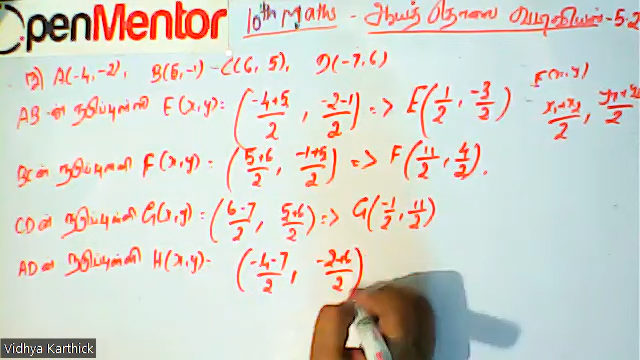 OpenMentor
10th Maths - ஆயத்தொலை வடிவியல் - 5.2
A(-4,-2), B(5,-1) - C(6,5), D(-7,6)
AB-ன் நடுப்புள்ளி E(x,y) = (-4+5/2, -2-1/2) => E(1/2, -3/2)
F(x,y)
x₁+x₂/2, y₁+y₂/2
BCன் நடுப்புள்ளி F(x,y) = (5+6/2, -1+5/2) => F(11/2, 4/2).
CDன் நடுப்புள்ளி G(x,y) = (6-7/2, 5+6/2) => G(-1/2, 11/2)
ADன் நடுப்புள்ளி H(x,y) - (-4-7/2, -2+6/2)
Vidhya Karthick